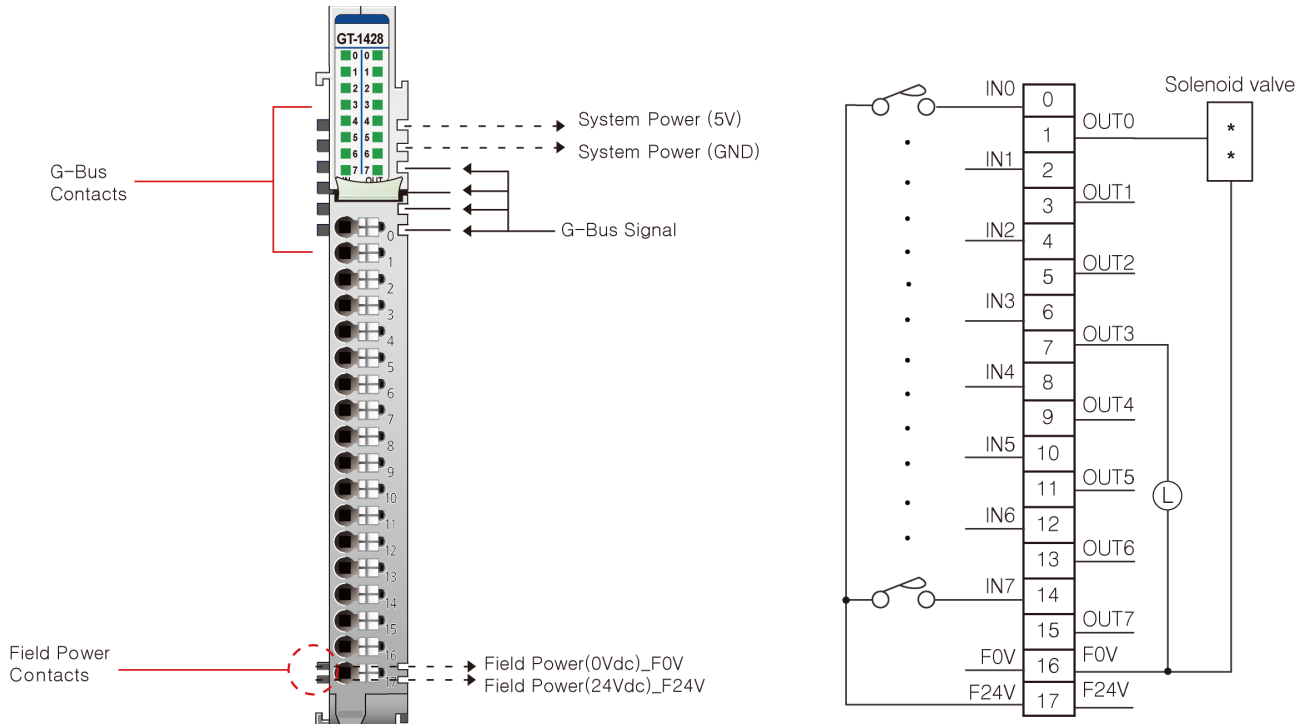 GT-1428
0 0
1 1
2 2
3 3
4 4
5 5
6 6
7 7
IN OUT
0
1
2
3
4
5
6
7
8
9
10
11
12
13
14
15
16
17
G-Bus
Contacts
System Power (5V)
System Power (GND)
G-Bus Signal
Field Power
Contacts
Field Power(0Vdc)_F0V
Field Power(24Vdc)_F24V
Solenoid valve
*
*
IN0 0
1 OUT0
IN1 2
3 OUT1
IN2 4
5 OUT2
IN3 6
7 OUT3
IN4 8
9 OUT4
IN5 10
11 OUT5
L
IN6 12
13 OUT6
IN7 14
15 OUT7
F0V 16 F0V
F24V 17 F24V